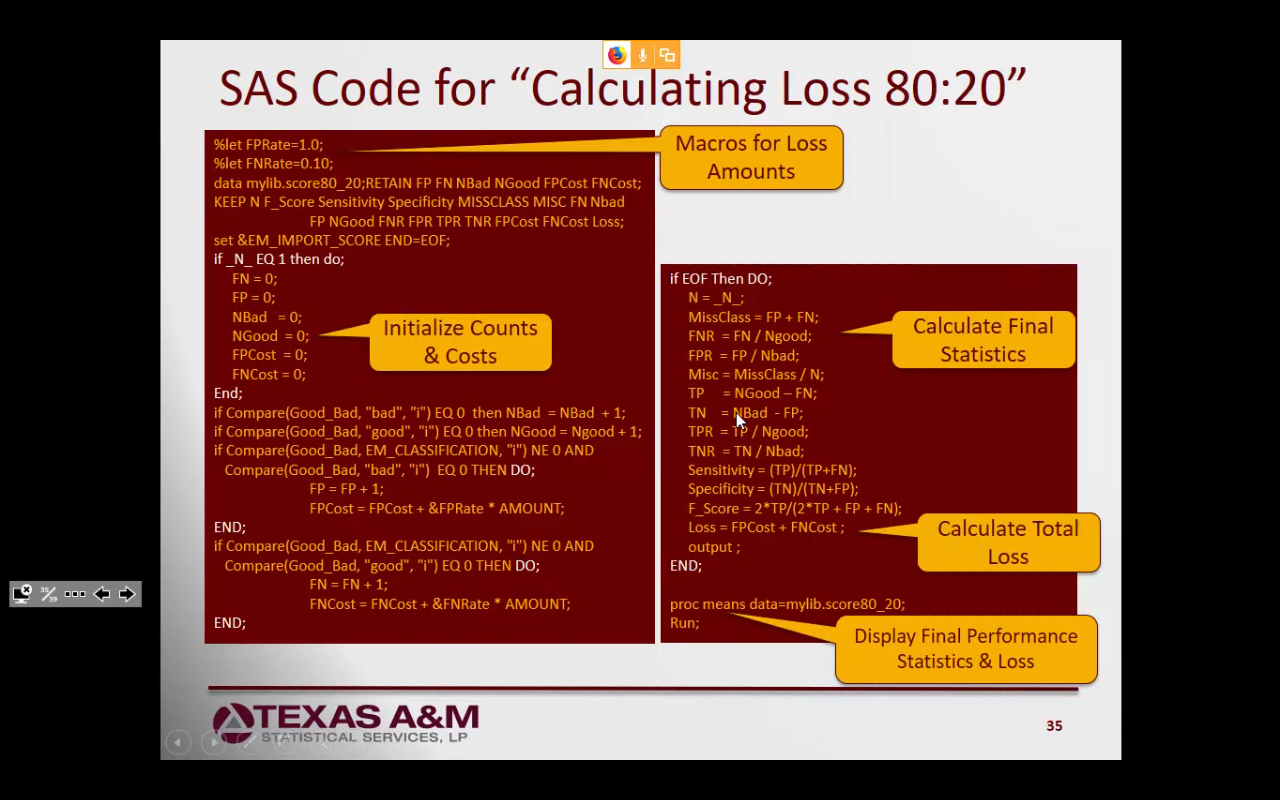 SAS Code for “Calculating Loss 80:20”
%let FPRate=1.0;
%let FNRate=0.10;
data mylib.score80_20;RETAIN FP FN NBad NGood FPCost FNCost;
KEEP N F_Score Sensitivity Specificity MISSCLASS MISC FN Nbad
FP NGood FNR FPR TPR TNR FPCost FNCost Loss;
set &EM_IMPORT_SCORE END=EOF;
if _N_ EQ 1 then do;
FN = 0;
FP = 0;
NBad = 0;
NGood = 0;
FPCost = 0;
FNCost = 0;
End;
if Compare(Good_Bad, "bad", "i") EQ 0 then NBad = NBad + 1;
if Compare(Good_Bad, "good", "i") EQ 0 then NGood = Ngood + 1;
if Compare(Good_Bad, EM_CLASSIFICATION, "i") NE 0 AND
Compare(Good_Bad, "bad", "i") EQ 0 THEN DO;
FP = FP + 1;
FPCost = FPCost + &FPRate * AMOUNT;
END;
if Compare(Good_Bad, EM_CLASSIFICATION, "i") NE 0 AND
Compare(Good_Bad, "good", "i") EQ 0 THEN DO;
FN = FN + 1;
FNCost = FNCost + &FNRate * AMOUNT;
END;
Macros for Loss
Amounts
Initialize Counts
& Costs
if EOF Then DO;
N = _N_;
MissClass = FP + FN;
FNR = FN / Ngood;
FPR = FP / Nbad;
Misc = MissClass / N;
TP = NGood – FN;
TN = NBad - FP;
TPR = TP / Ngood;
TNR = TN / Nbad;
Sensitivity = (TP)/(TP+FN);
Specificity = (TN)/(TN+FP);
F_Score = 2*TP/(2*TP + FP + FN);
Loss = FPCost + FNCost ;
output ;
END;
proc means data=mylib.score80_20;
Run;
Calculate Final
Statistics
Calculate Total
Loss
Display Final Performance
Statistics & Loss
35/39
TEXAS A&M
STATISTICAL SERVICES, LP
35